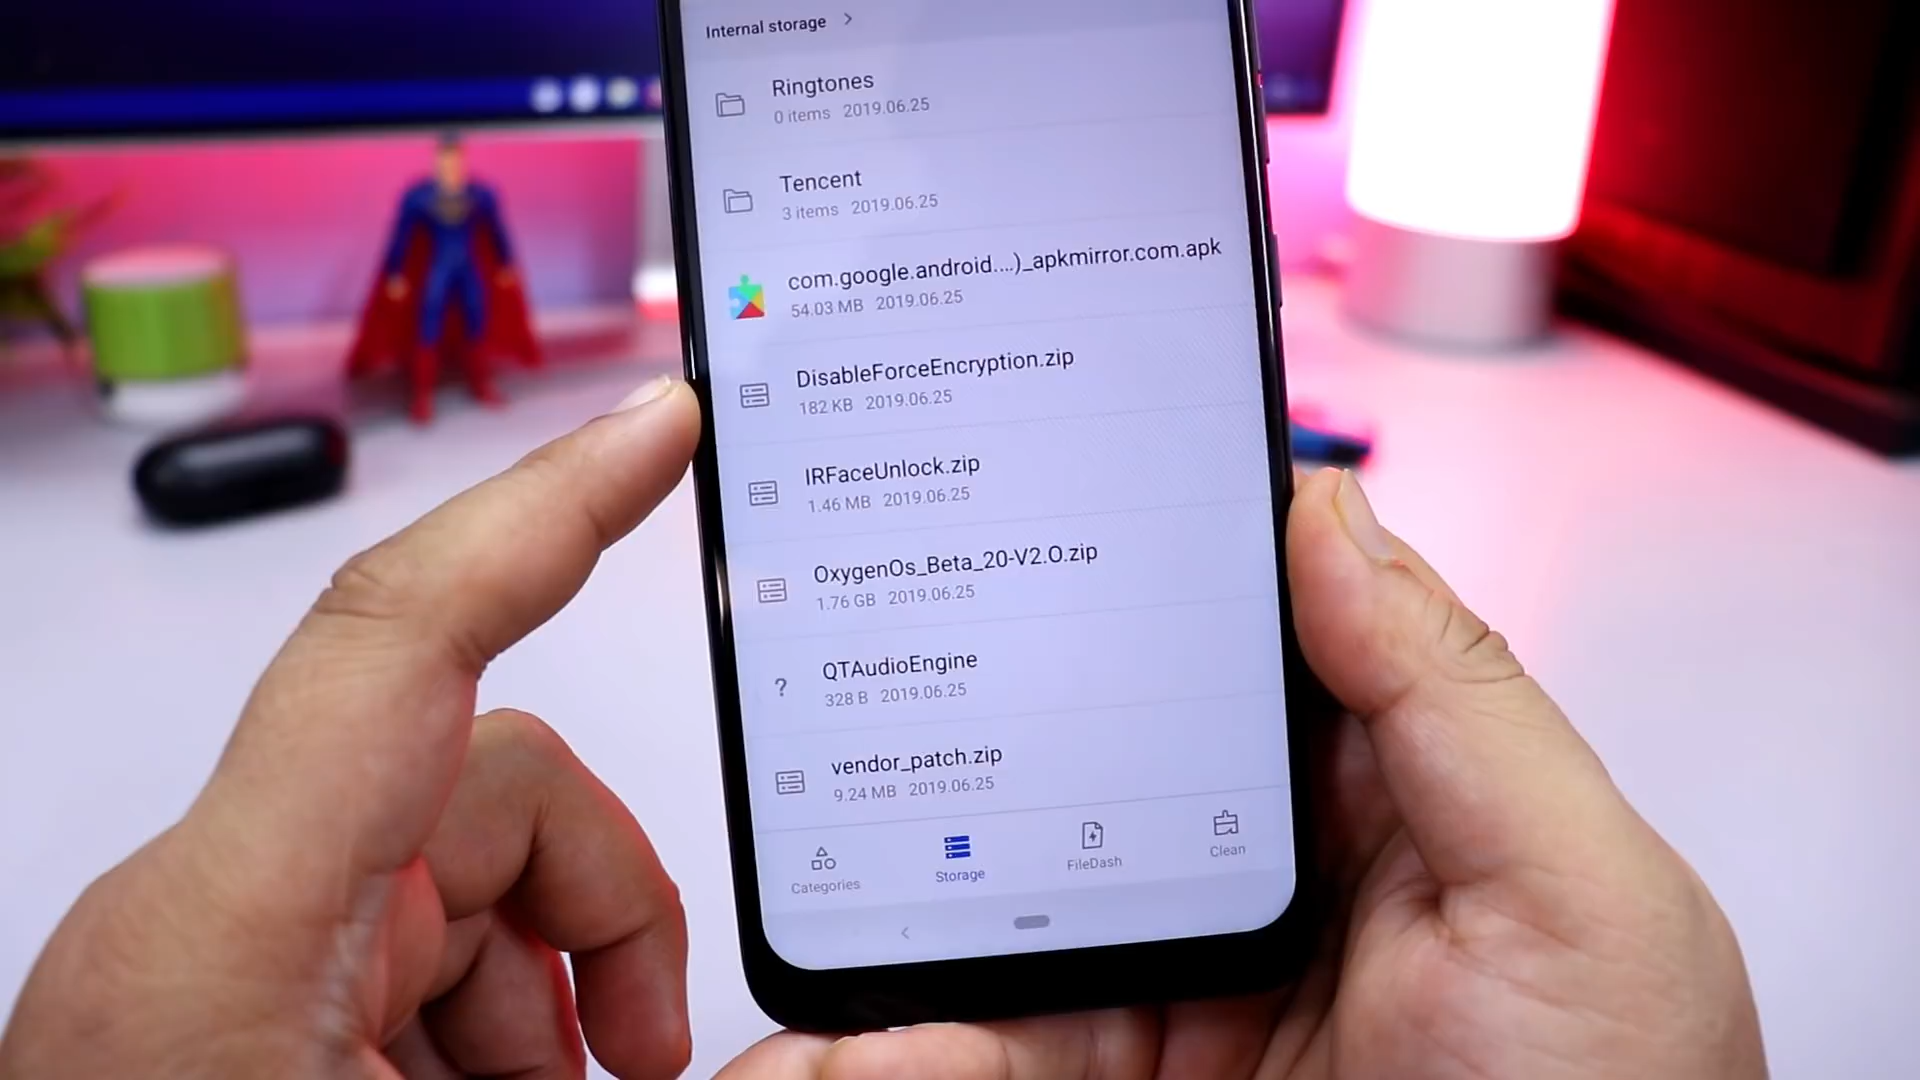 Internal storage >
Ringtones
0 items 2019.06.25
Tencent
3 items 2019.06.25
com.google.android....)_apkmirror.com.apk
54.03 MB 2019.06.25
DisableForceEncryption.zip
182 KB 2019.06.25
IRFaceUnlock.zip
1.46 MB 2019.06.25
OxygenOs_Beta_20-V2.O.zip
1.76 GB 2019.06.25
? QTAudioEngine
328 B 2019.06.25
vendor_patch.zip
9.24 MB 2019.06.25
Categories Storage FileDash Clean